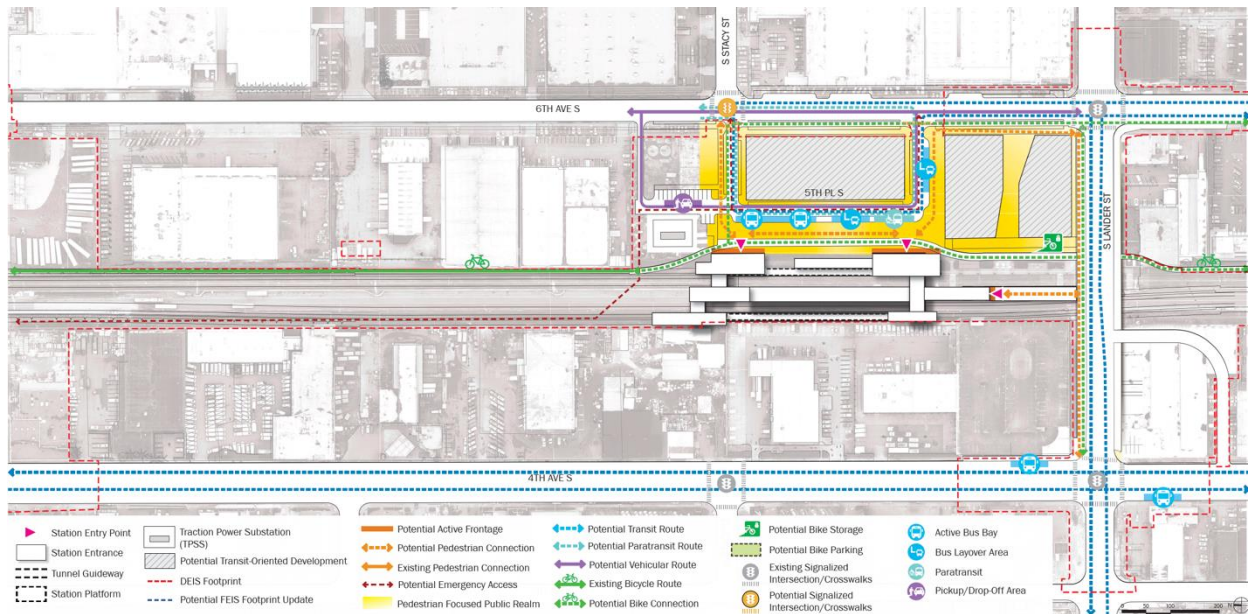 S STACY ST
6TH AVE S
5TH PL S
S LANDER ST
4TH AVE S
Station Entry Point
Station Entrance
Tunnel Guideway
Station Platform
Traction Power Substation
(TPSS)
Potential Transit-Oriented Development
DEIS Footprint
Potential FEIS Footprint Update
Potential Active Frontage
Potential Pedestrian Connection
Existing Pedestrian Connection
Potential Emergency Access
Pedestrian Focused Public Realm
Potential Transit Route
Potential Paratransit Route
Potential Vehicular Route
Existing Bicycle Route
Potential Bike Connection
Potential Bike Storage
Potential Bike Parking
Existing Signalized
Intersection/Crosswalks
Potential Signalized
Intersection/Crosswalks
Active Bus Bay
Bus Layover Area
Paratransit
Pickup/Drop-Off Area
50 100 200